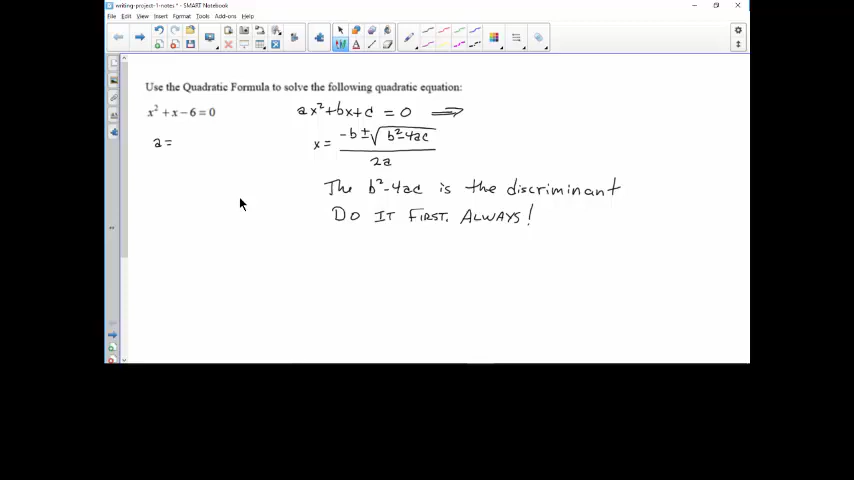 writing-project-1-notes * - SMART Notebook
File Edit View Insert Format Tools Add-ons Help
Use the Quadratic Formula to solve the following quadratic equation:
x² + x − 6 = 0
ax²+bx+c = 0 ⟹
a =
x = (-b ± √(b²-4ac)) / 2a
The b²-4ac is the discriminant
DO IT FIRST. ALWAYS!